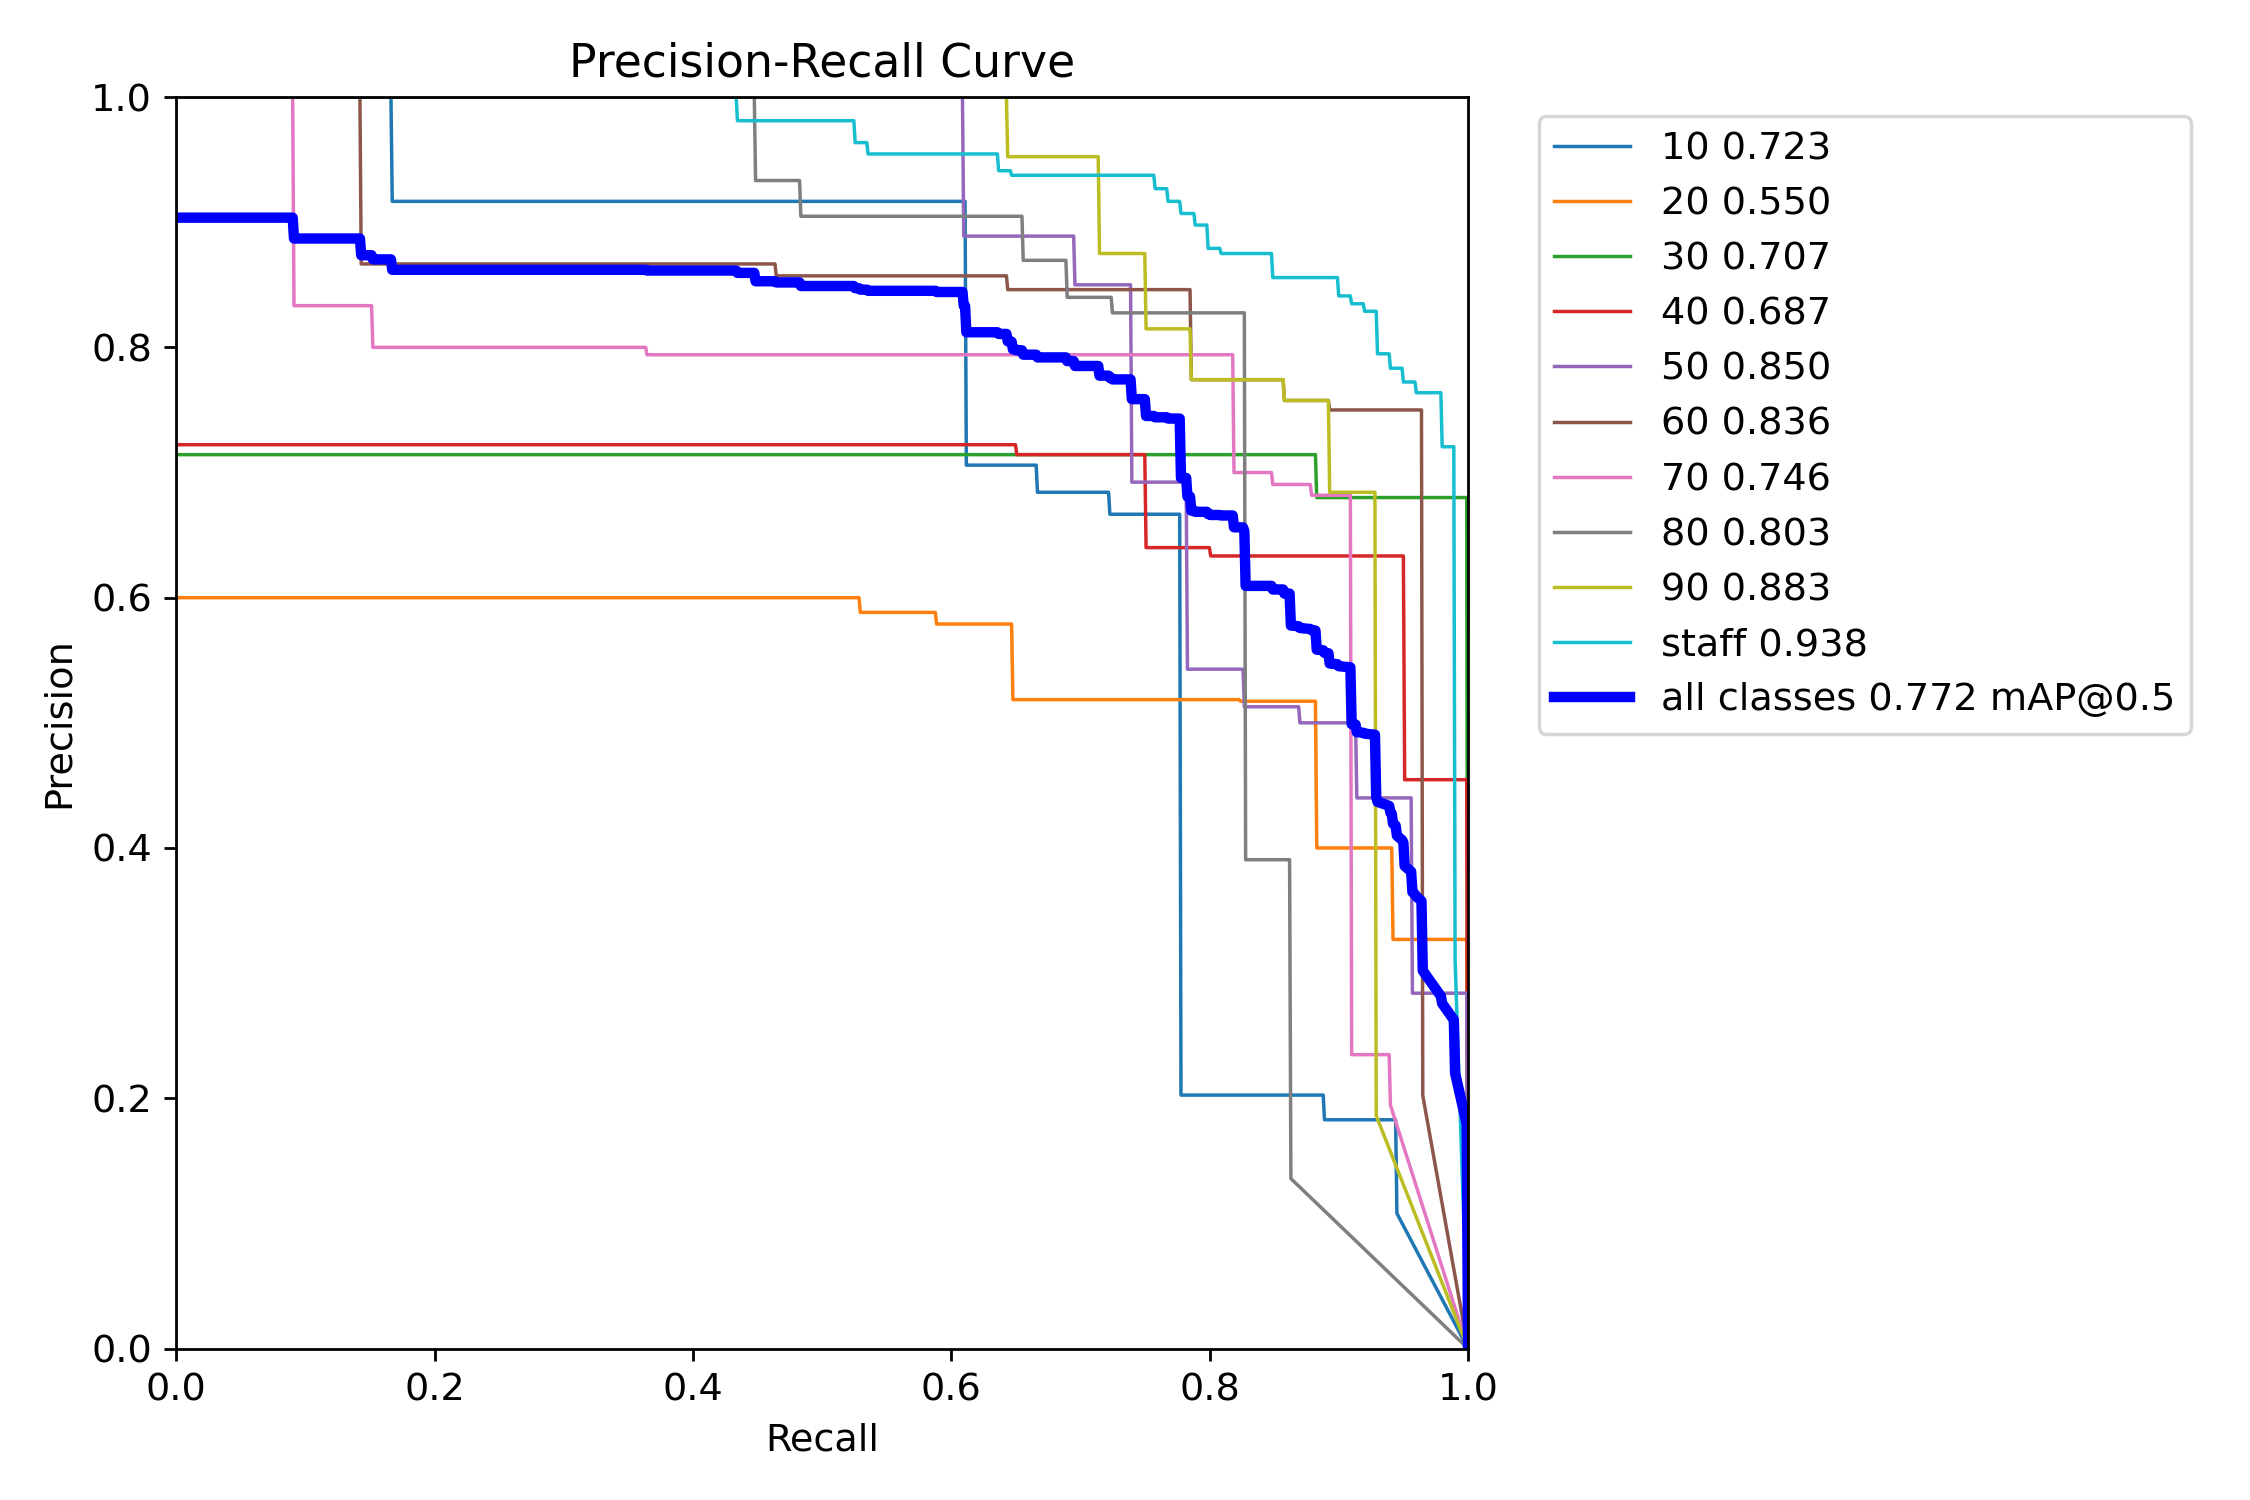 Precision-Recall Curve
1.0
0.8
0.6
0.4
0.2
0.0
Precision
0.0 0.2 0.4 0.6 0.8 1.0
Recall
10 0.723
20 0.550
30 0.707
40 0.687
50 0.850
60 0.836
70 0.746
80 0.803
90 0.883
staff 0.938
all classes 0.772 mAP@0.5